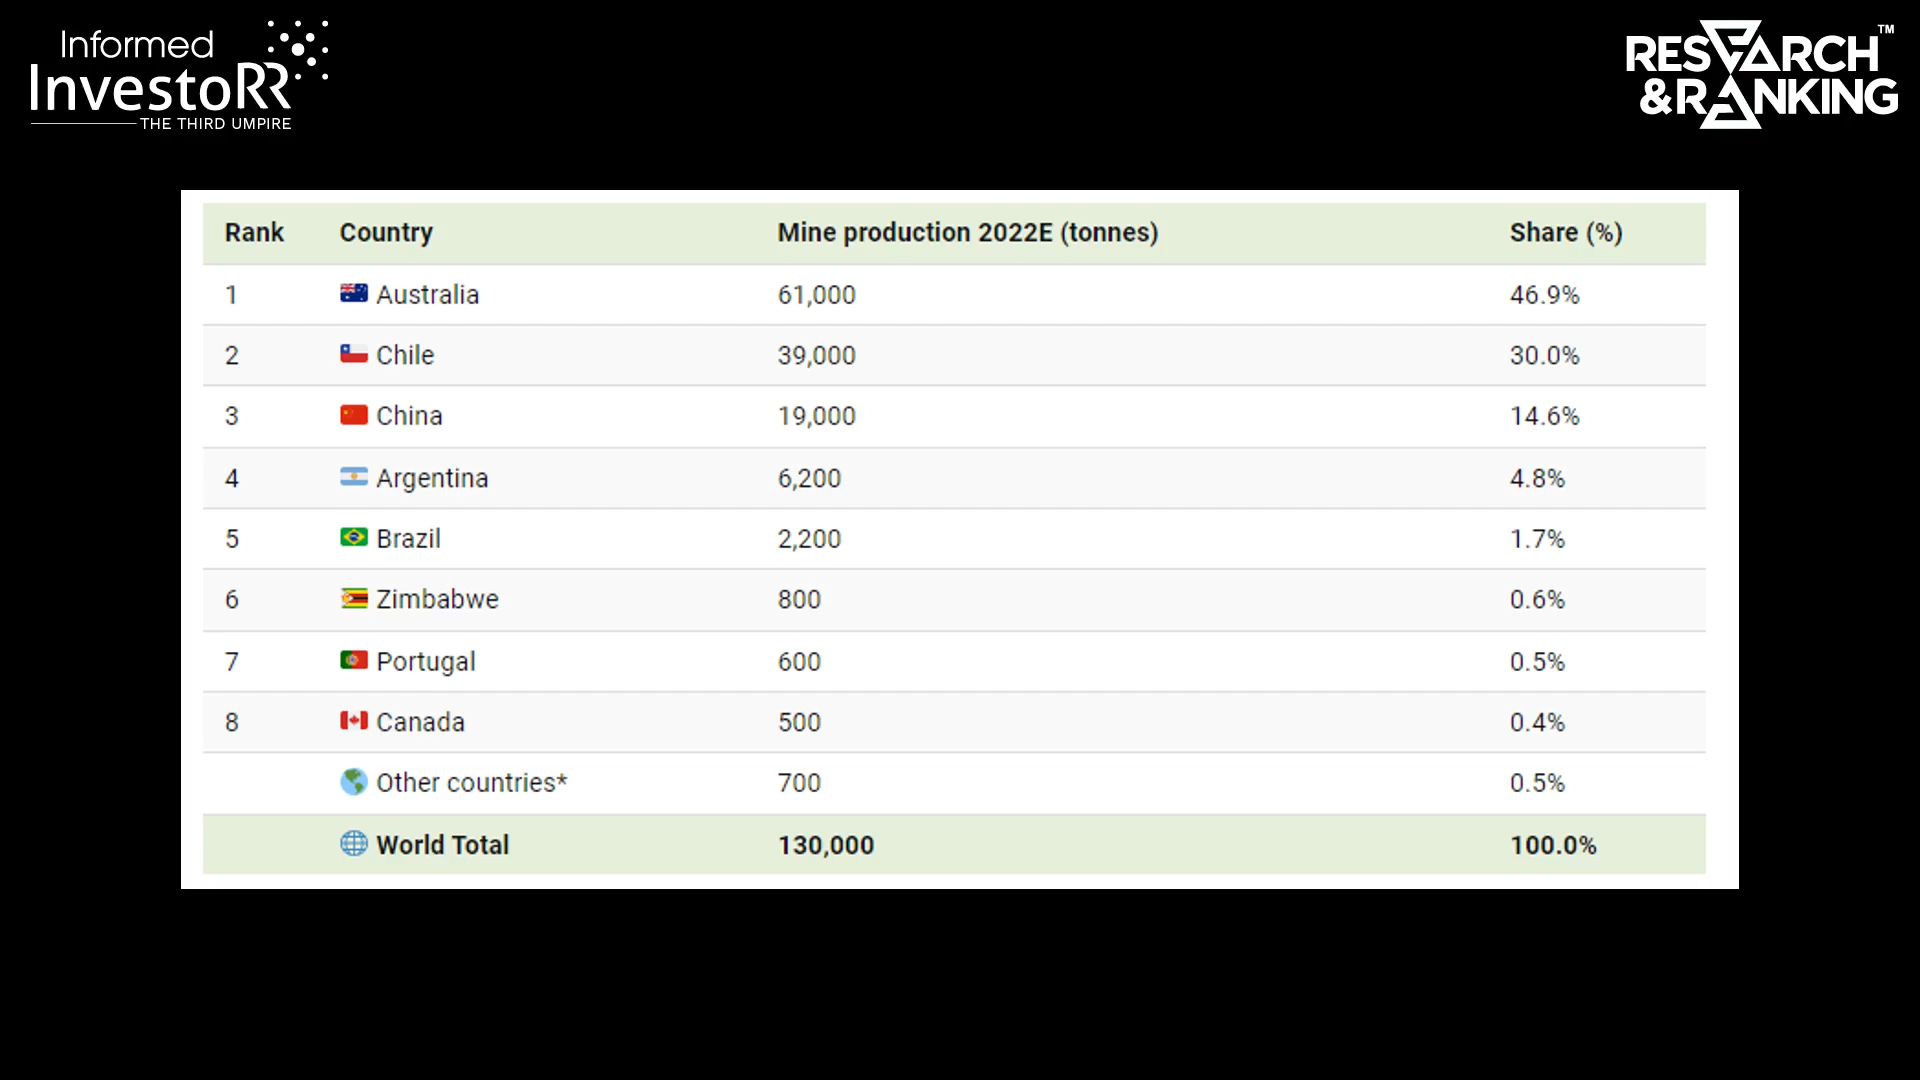 Informed
InvestoRR
THE THIRD UMPIRE
RESEARCH™
&RANKING
Rank Country Mine production 2022E (tonnes) Share (%)
1 Australia 61,000 46.9%
2 Chile 39,000 30.0%
3 China 19,000 14.6%
4 Argentina 6,200 4.8%
5 Brazil 2,200 1.7%
6 Zimbabwe 800 0.6%
7 Portugal 600 0.5%
8 Canada 500 0.4%
Other countries* 700 0.5%
World Total 130,000 100.0%